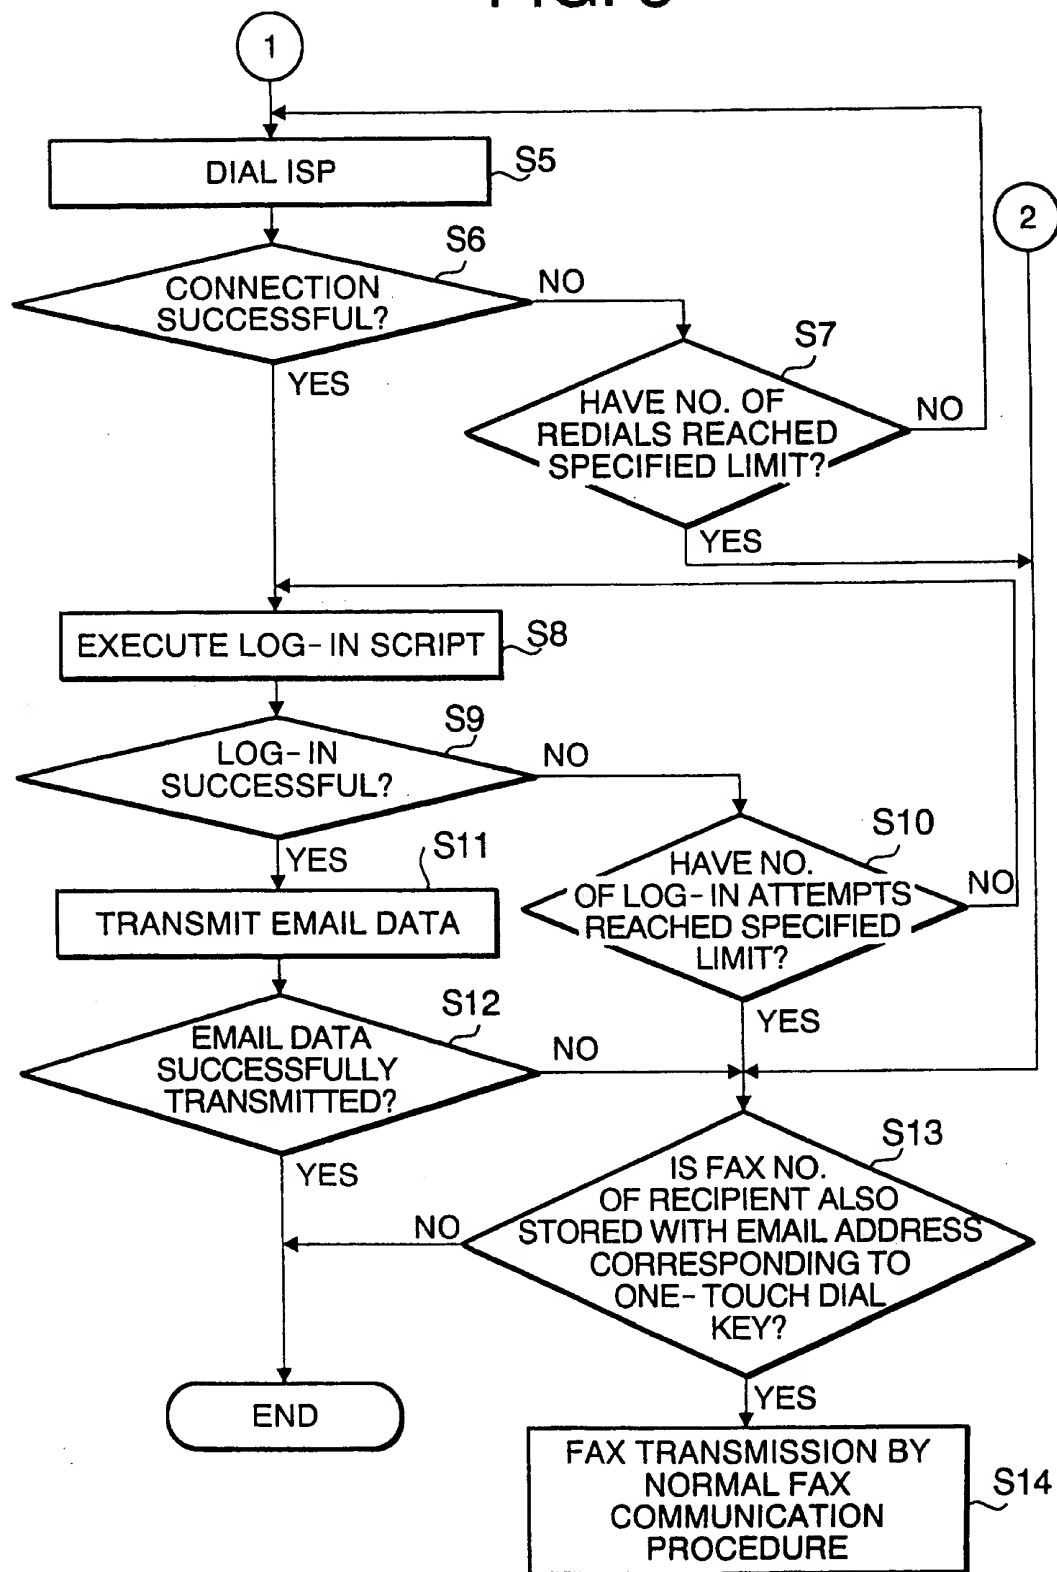 1
DIAL ISP
S5
2
S6
CONNECTION
SUCCESSFUL?
NO
YES
S7
HAVE NO. OF
REDIALS REACHED
SPECIFIED LIMIT?
NO
YES
EXECUTE LOG-IN SCRIPT
S8
S9
LOG-IN
SUCCESSFUL?
NO
YES
S10
HAVE NO.
OF LOG-IN ATTEMPTS
REACHED SPECIFIED
LIMIT?
NO
YES
S11
TRANSMIT EMAIL DATA
S12
EMAIL DATA
SUCCESSFULLY
TRANSMITTED?
NO
YES
S13
IS FAX NO.
OF RECIPIENT ALSO
STORED WITH EMAIL ADDRESS
CORRESPONDING TO
ONE-TOUCH DIAL
KEY?
NO
YES
END
FAX TRANSMISSION BY
NORMAL FAX
COMMUNICATION
PROCEDURE
S14